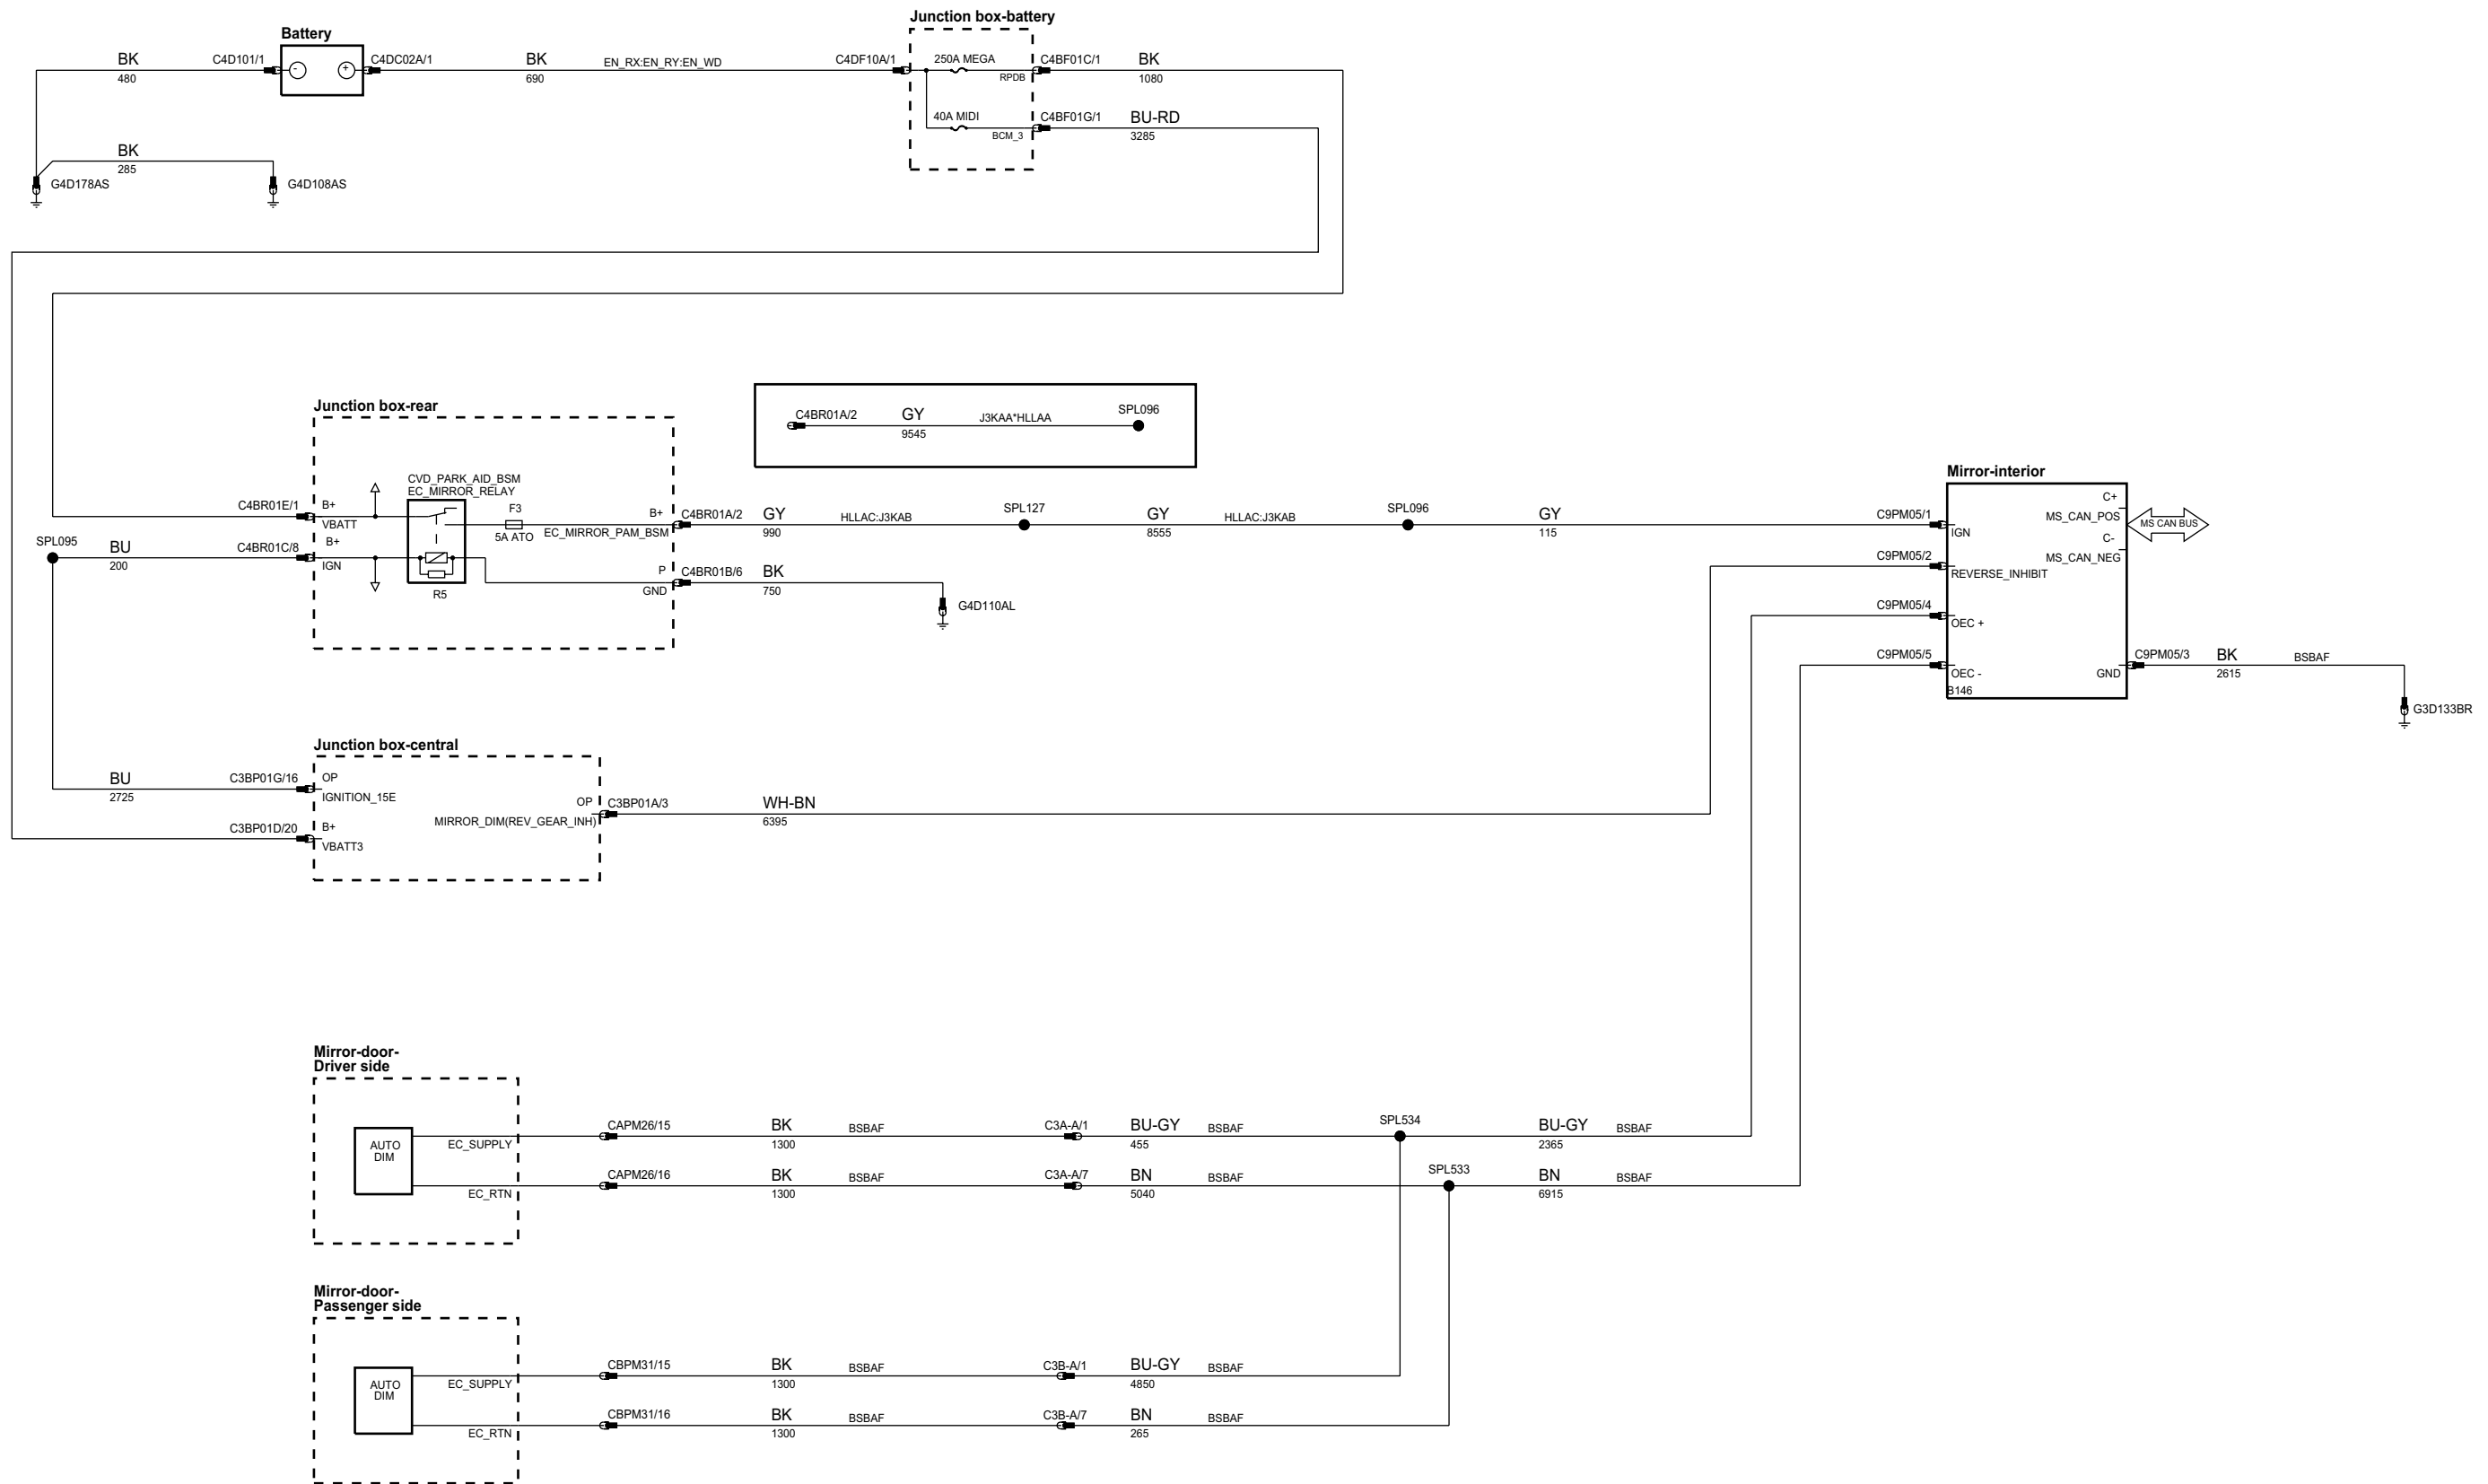 Junction box-battery
Battery
BK
480
C4D101/1
-
+
C4DC02A/1
BK
690
EN_RX:EN_RY:EN_WD
C4DF10A/1
250A MEGA
RPDB
C4BF01C/1
BK
1080
40A MIDI
BCM_3
C4BF01G/1
BU-RD
3285
BK
285
G4D178AS
G4D108AS
C4BR01A/2
GY
9545
J3KAA*HLLAA
SPL096
Junction box-rear
CVD_PARK_AID_BSM
EC_MIRROR_RELAY
C4BR01E/1
B+
VBATT
F3
5A ATO
B+
EC_MIRROR_PAM_BSM
C4BR01A/2
GY
990
HLLAC:J3KAB
SPL127
GY
8555
HLLAC:J3KAB
SPL096
GY
115
SPL095
BU
200
C4BR01C/8
B+
IGN
R5
P
GND
C4BR01B/6
BK
750
G4D110AL
Mirror-interior
C+
MS_CAN_POS
C-
MS_CAN_NEG
MS CAN BUS
C9PM05/1
IGN
C9PM05/2
REVERSE_INHIBIT
C9PM05/4
OEC +
C9PM05/5
OEC -
B146
GND
C9PM05/3
BK
2615
BSBAF
G3D133BR
Junction box-central
BU
2725
C3BP01G/16
OP
IGNITION_15E
C3BP01D/20
B+
VBATT3
OP
MIRROR_DIM(REV_GEAR_INH)
C3BP01A/3
WH-BN
6395
Mirror-door-
Driver side
AUTO
DIM
EC_SUPPLY
CAPM26/15
BK
1300
BSBAF
C3A-A/1
BU-GY
455
BSBAF
SPL534
BU-GY
2365
BSBAF
EC_RTN
CAPM26/16
BK
1300
BSBAF
C3A-A/7
BN
5040
BSBAF
SPL533
BN
6915
BSBAF
Mirror-door-
Passenger side
AUTO
DIM
EC_SUPPLY
CBPM31/15
BK
1300
BSBAF
C3B-A/1
BU-GY
4850
BSBAF
EC_RTN
CBPM31/16
BK
1300
BSBAF
C3B-A/7
BN
265
BSBAF